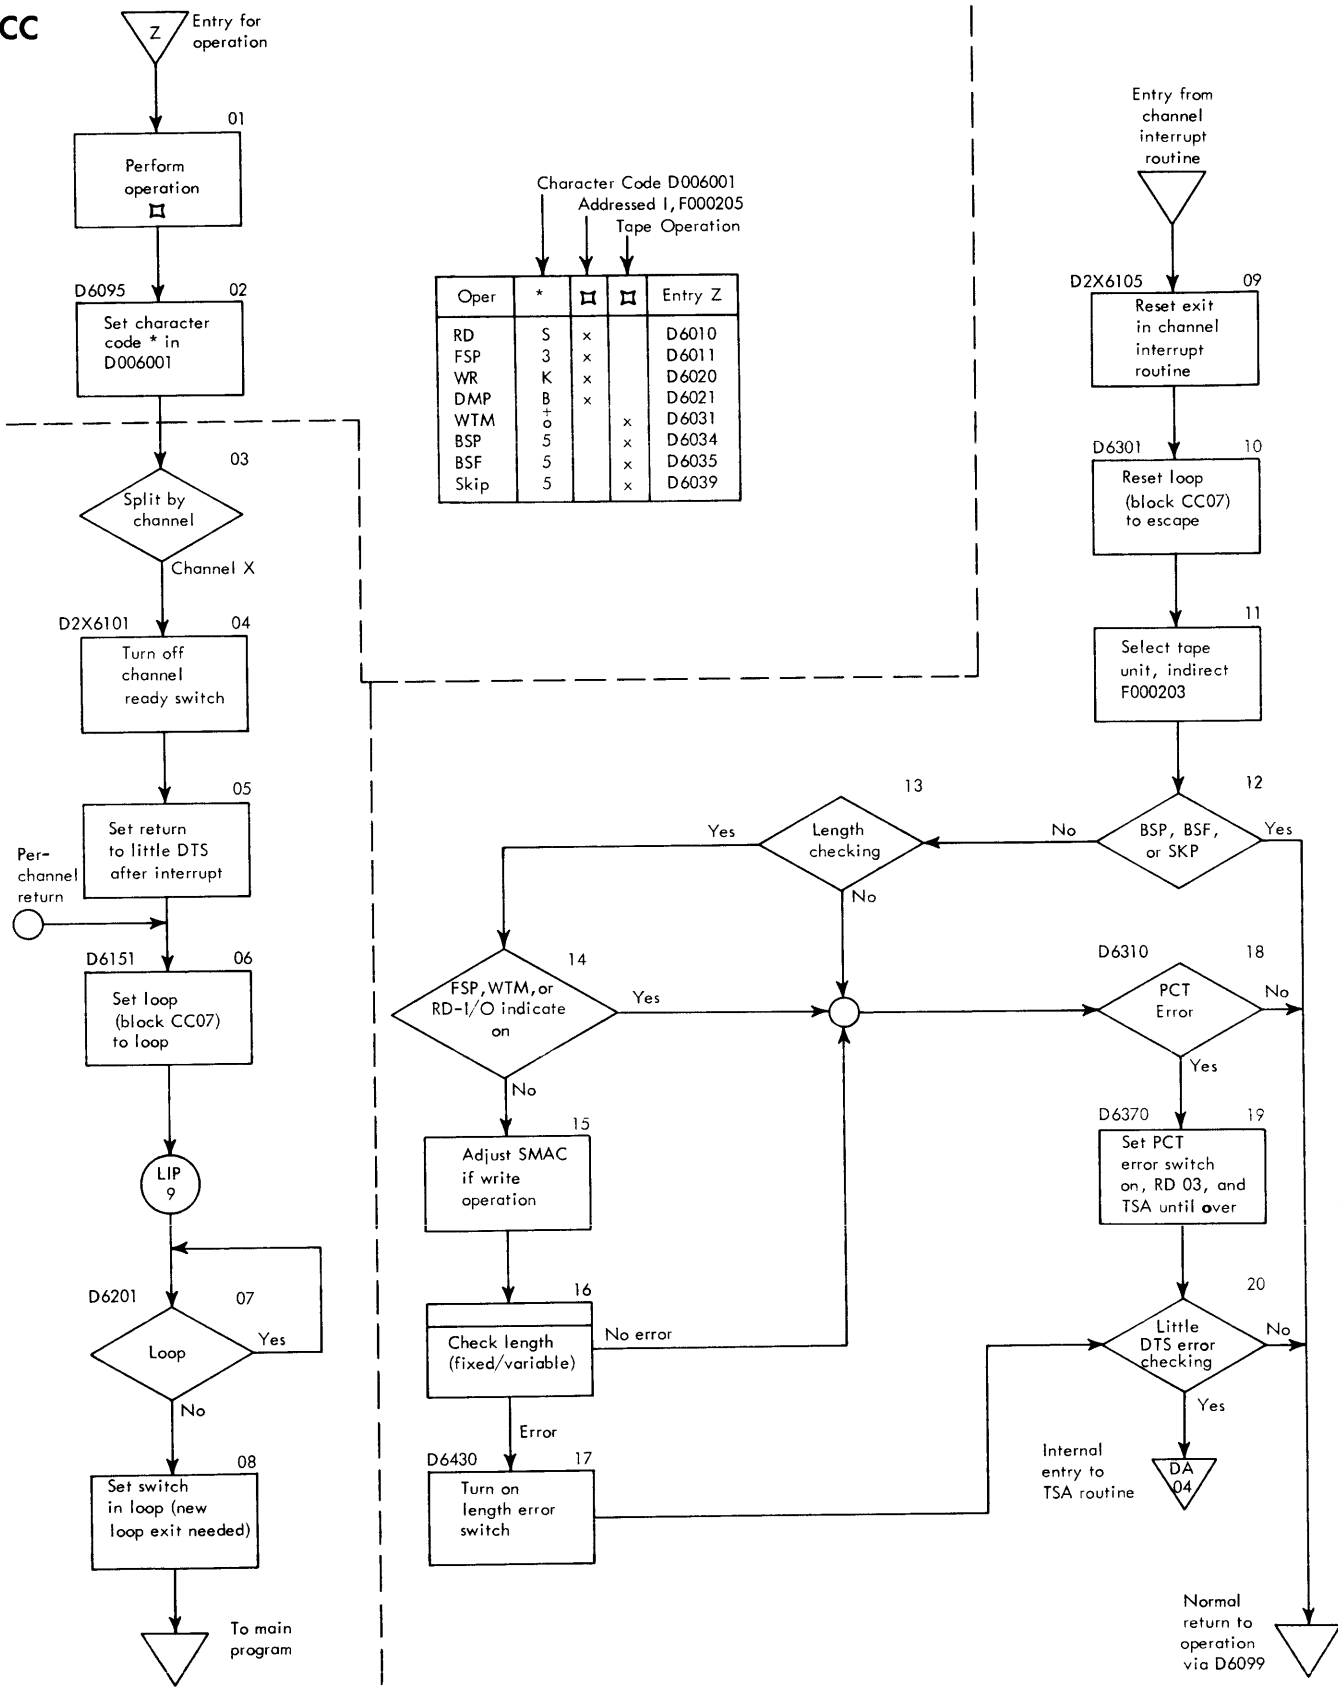 CC
Z
Entry for
operation
01
Perform
operation
D6095
02
Set character
code * in
D006001
03
Split by
channel
Channel X
D2X6101
04
Turn off
channel
ready switch
05
Set return
to little DTS
after interrupt
Per-
channel
return
D6151
06
Set loop
(block CC07)
to loop
LIP
9
D6201
07
Loop
Yes
No
08
Set switch
in loop (new
loop exit needed)
To main
program
Character Code D006001
Addressed I, F000205
Tape Operation
Oper * Entry Z
RD S x D6010
FSP 3 x D6011
WR K x D6020
DMP B x D6021
WTM +o x D6031
BSP 5 x D6034
BSF 5 x D6035
Skip 5 x D6039
Entry from
channel
interrupt
routine
D2X6105
09
Reset exit
in channel
interrupt
routine
D6301
10
Reset loop
(block CC07)
to escape
11
Select tape
unit, indirect
F000203
12
BSP, BSF,
or SKP
Yes
No
13
Length
checking
Yes
No
14
FSP, WTM, or
RD-I/O indicate
on
Yes
No
15
Adjust SMAC
if write
operation
16
Check length
(fixed/variable)
No error
Error
D6430
17
Turn on
length error
switch
D6310
18
PCT
Error
No
Yes
D6370
19
Set PCT
error switch
on, RD 03, and
TSA until over
20
Little
DTS error
checking
No
Yes
Internal
entry to
TSA routine
DA
04
Normal
return to
operation
via D6099